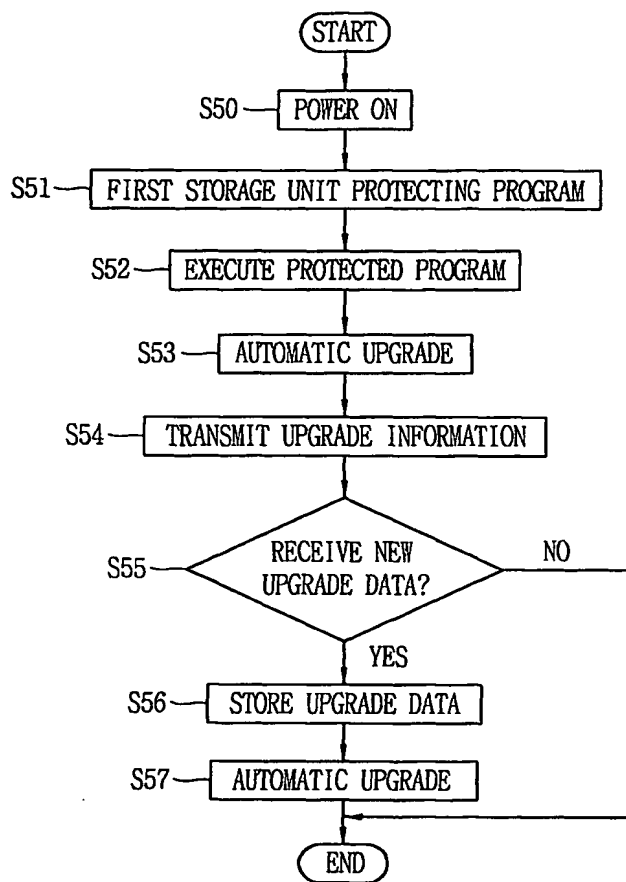 START
S50 POWER ON
S51 FIRST STORAGE UNIT PROTECTING PROGRAM
S52 EXECUTE PROTECTED PROGRAM
S53 AUTOMATIC UPGRADE
S54 TRANSMIT UPGRADE INFORMATION
S55 RECEIVE NEW
UPGRADE DATA?
NO
YES
S56 STORE UPGRADE DATA
S57 AUTOMATIC UPGRADE
END